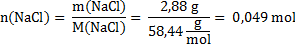 n(NaCl) = m(NaCl) / M(NaCl) = 2,88 g / 58,44 g/mol = 0,049 mol